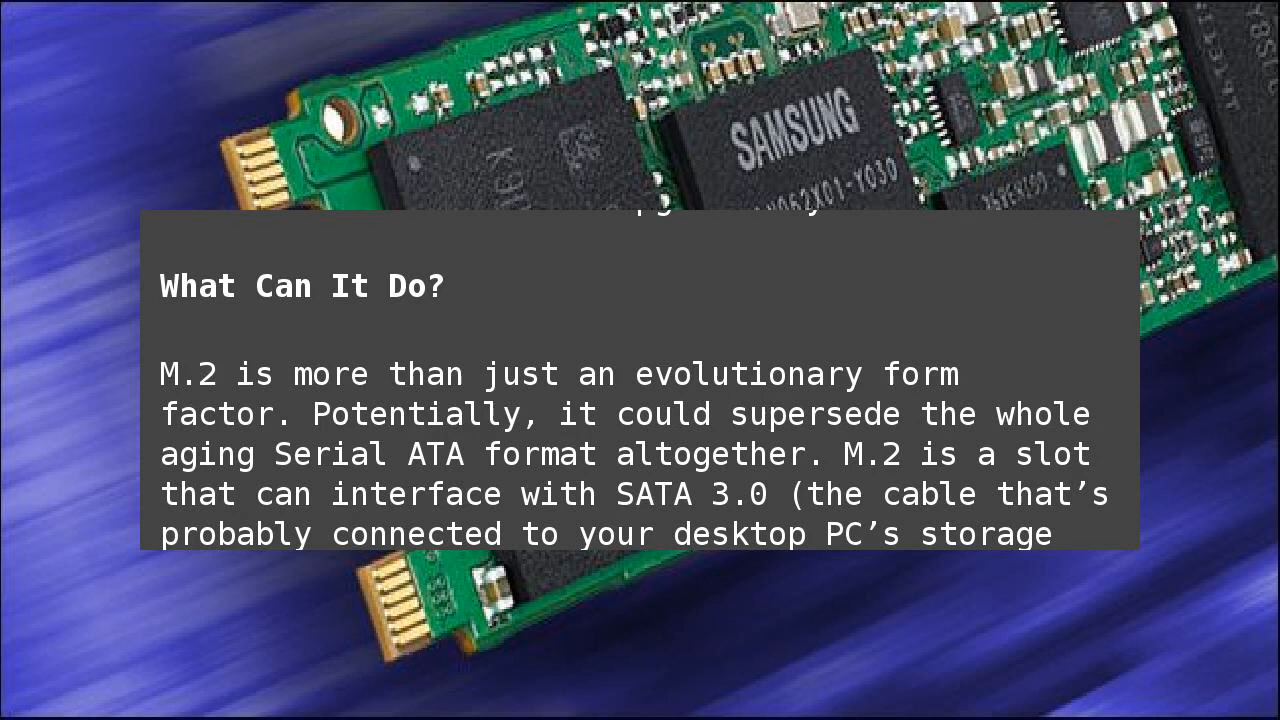 SAMSUNG
What Can It Do?
M.2 is more than just an evolutionary form
factor. Potentially, it could supersede the whole
aging Serial ATA format altogether. M.2 is a slot
that can interface with SATA 3.0 (the cable that’s
probably connected to your desktop PC’s storage